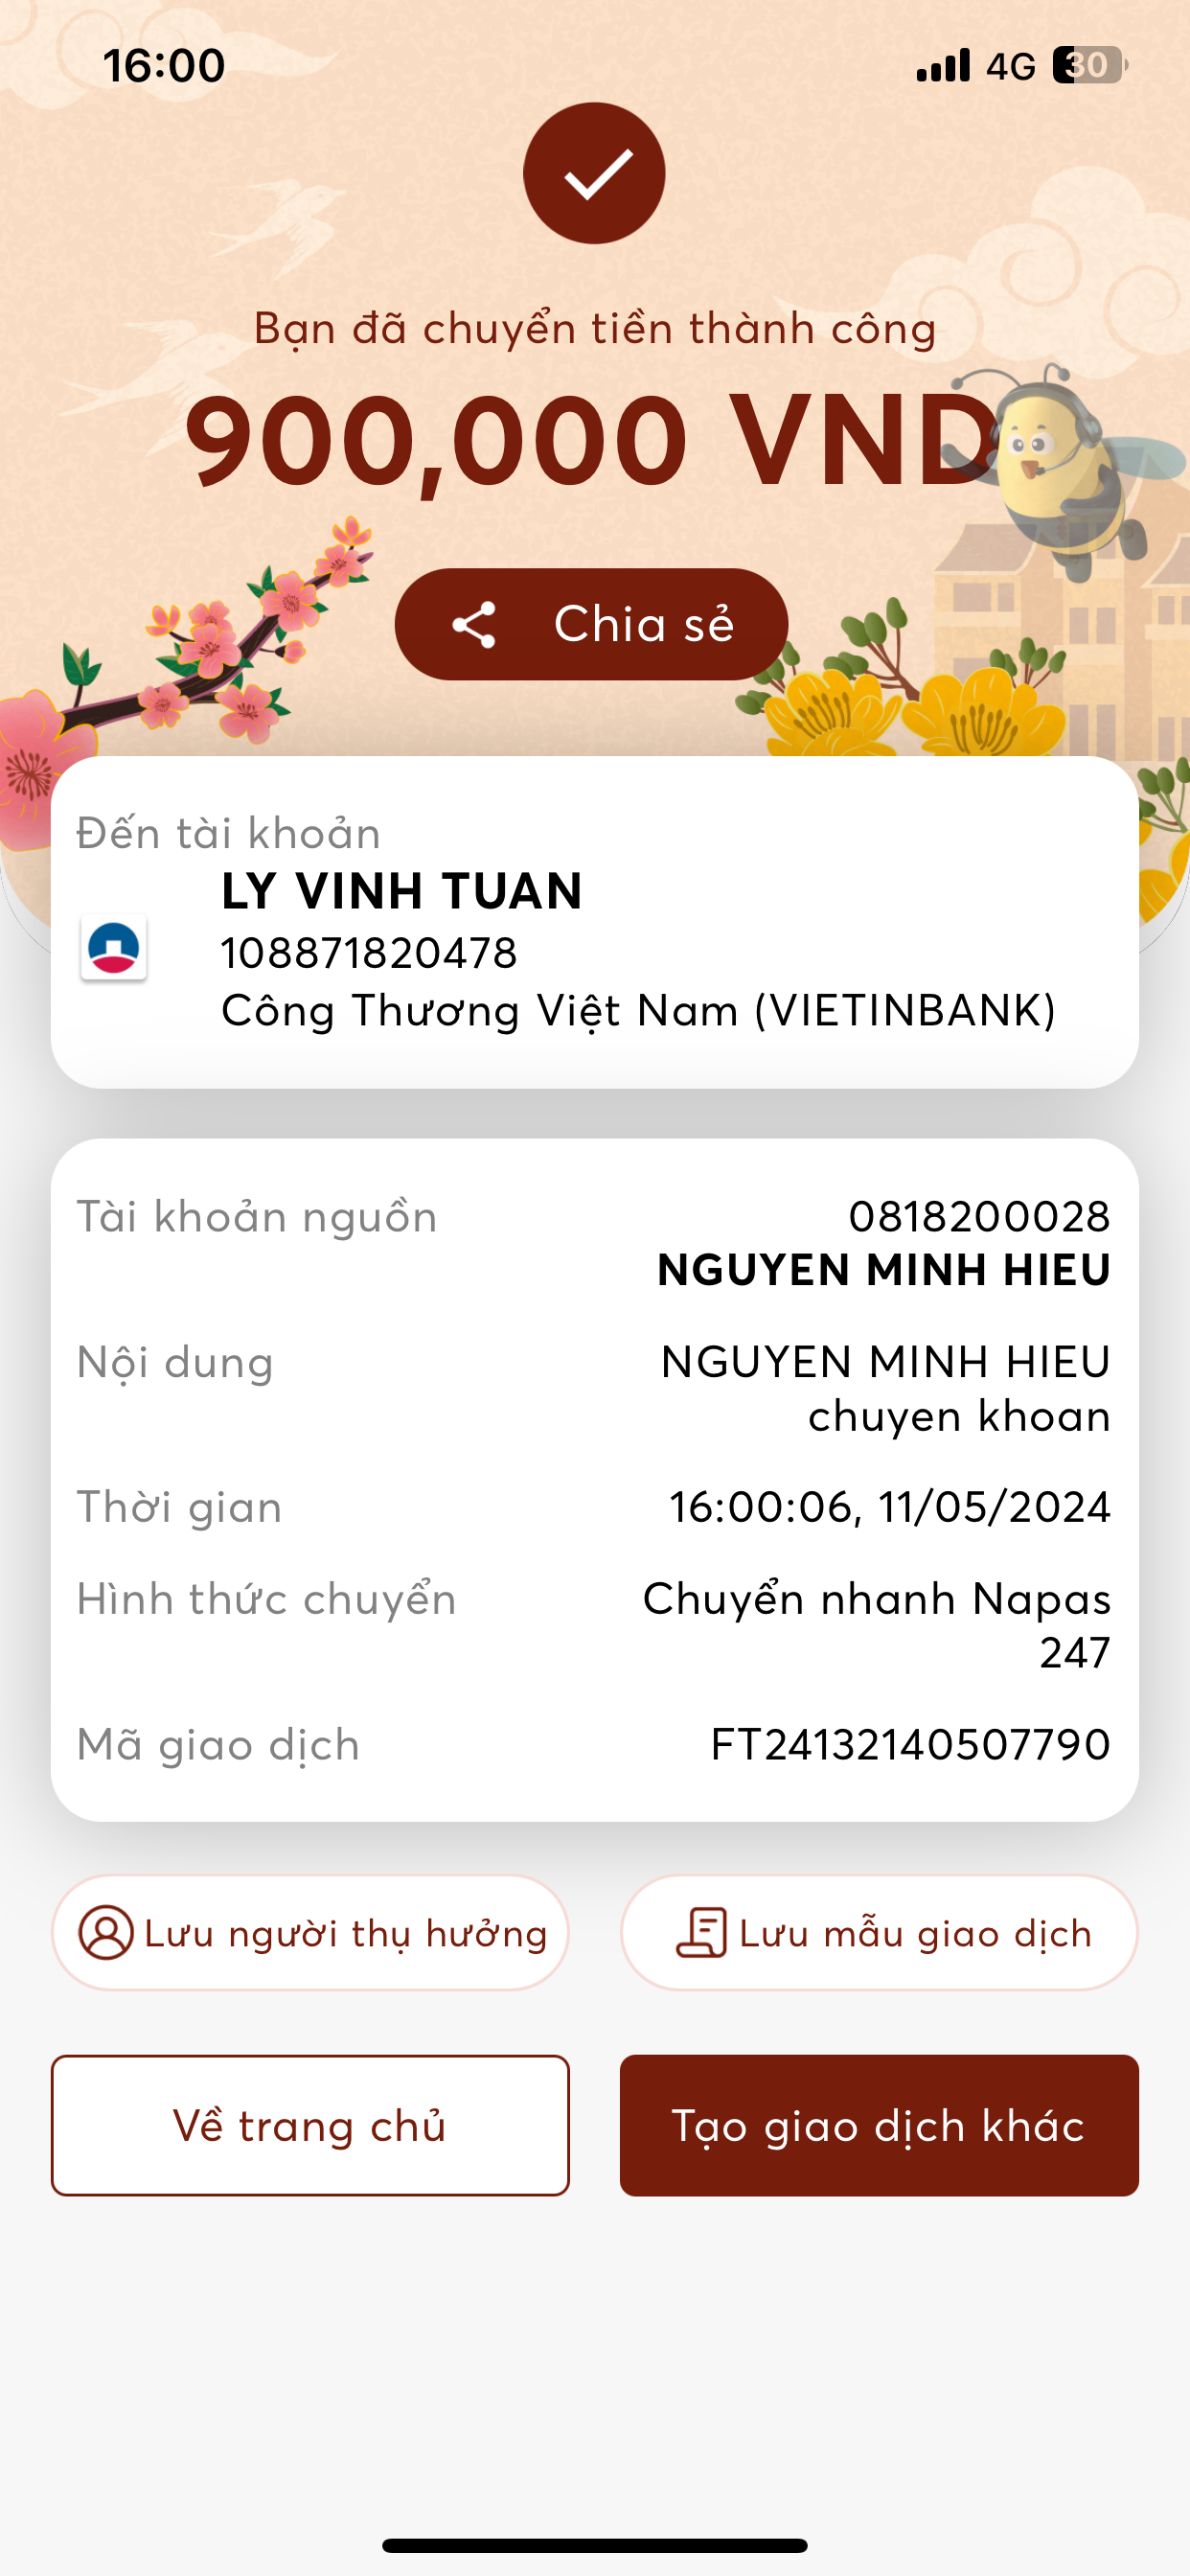 16:00
4G 30
Bạn đã chuyển tiền thành công
900,000 VND
Chia sẻ
Đến tài khoản
LY VINH TUAN
108871820478
Công Thương Việt Nam (VIETINBANK)
Tài khoản nguồn 0818200028
NGUYEN MINH HIEU
Nội dung NGUYEN MINH HIEU
chuyen khoan
Thời gian 16:00:06, 11/05/2024
Hình thức chuyển Chuyển nhanh Napas
247
Mã giao dịch FT24132140507790
Lưu người thụ hưởng Lưu mẫu giao dịch
Về trang chủ Tạo giao dịch khác